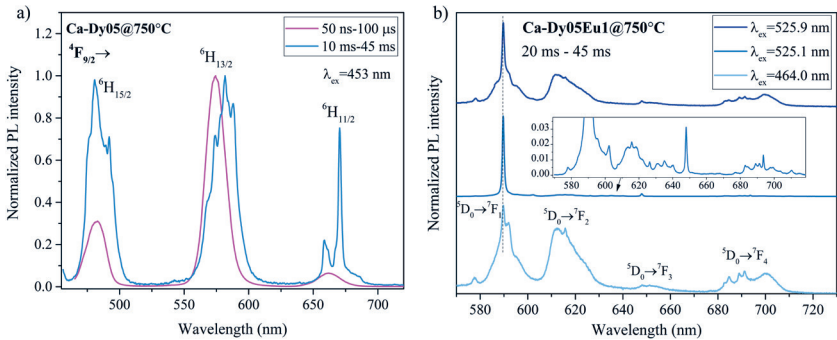 a)
Ca-Dy05@750°C
⁴F₉/₂→
⁶H₁₅/₂
⁶H₁₃/₂
⁶H₁₁/₂
50 ns-100 µs
10 ms-45 ms
λₑₓ=453 nm
Normalized PL intensity
1.0
0.8
0.6
0.4
0.2
0.0
500 550 600 650 700
Wavelength (nm)
b)
Ca-Dy05Eu1@750°C
20 ms - 45 ms
λₑₓ=525.9 nm
λₑₓ=525.1 nm
λₑₓ=464.0 nm
Normalized PL intensity
0.03
0.02
0.01
0.00
580 600 620 640 660 680 700
⁵D₀→⁷F₁
⁵D₀→⁷F₂
⁵D₀→⁷F₃
⁵D₀→⁷F₄
580 600 620 640 660 680 700 720
Wavelength (nm)